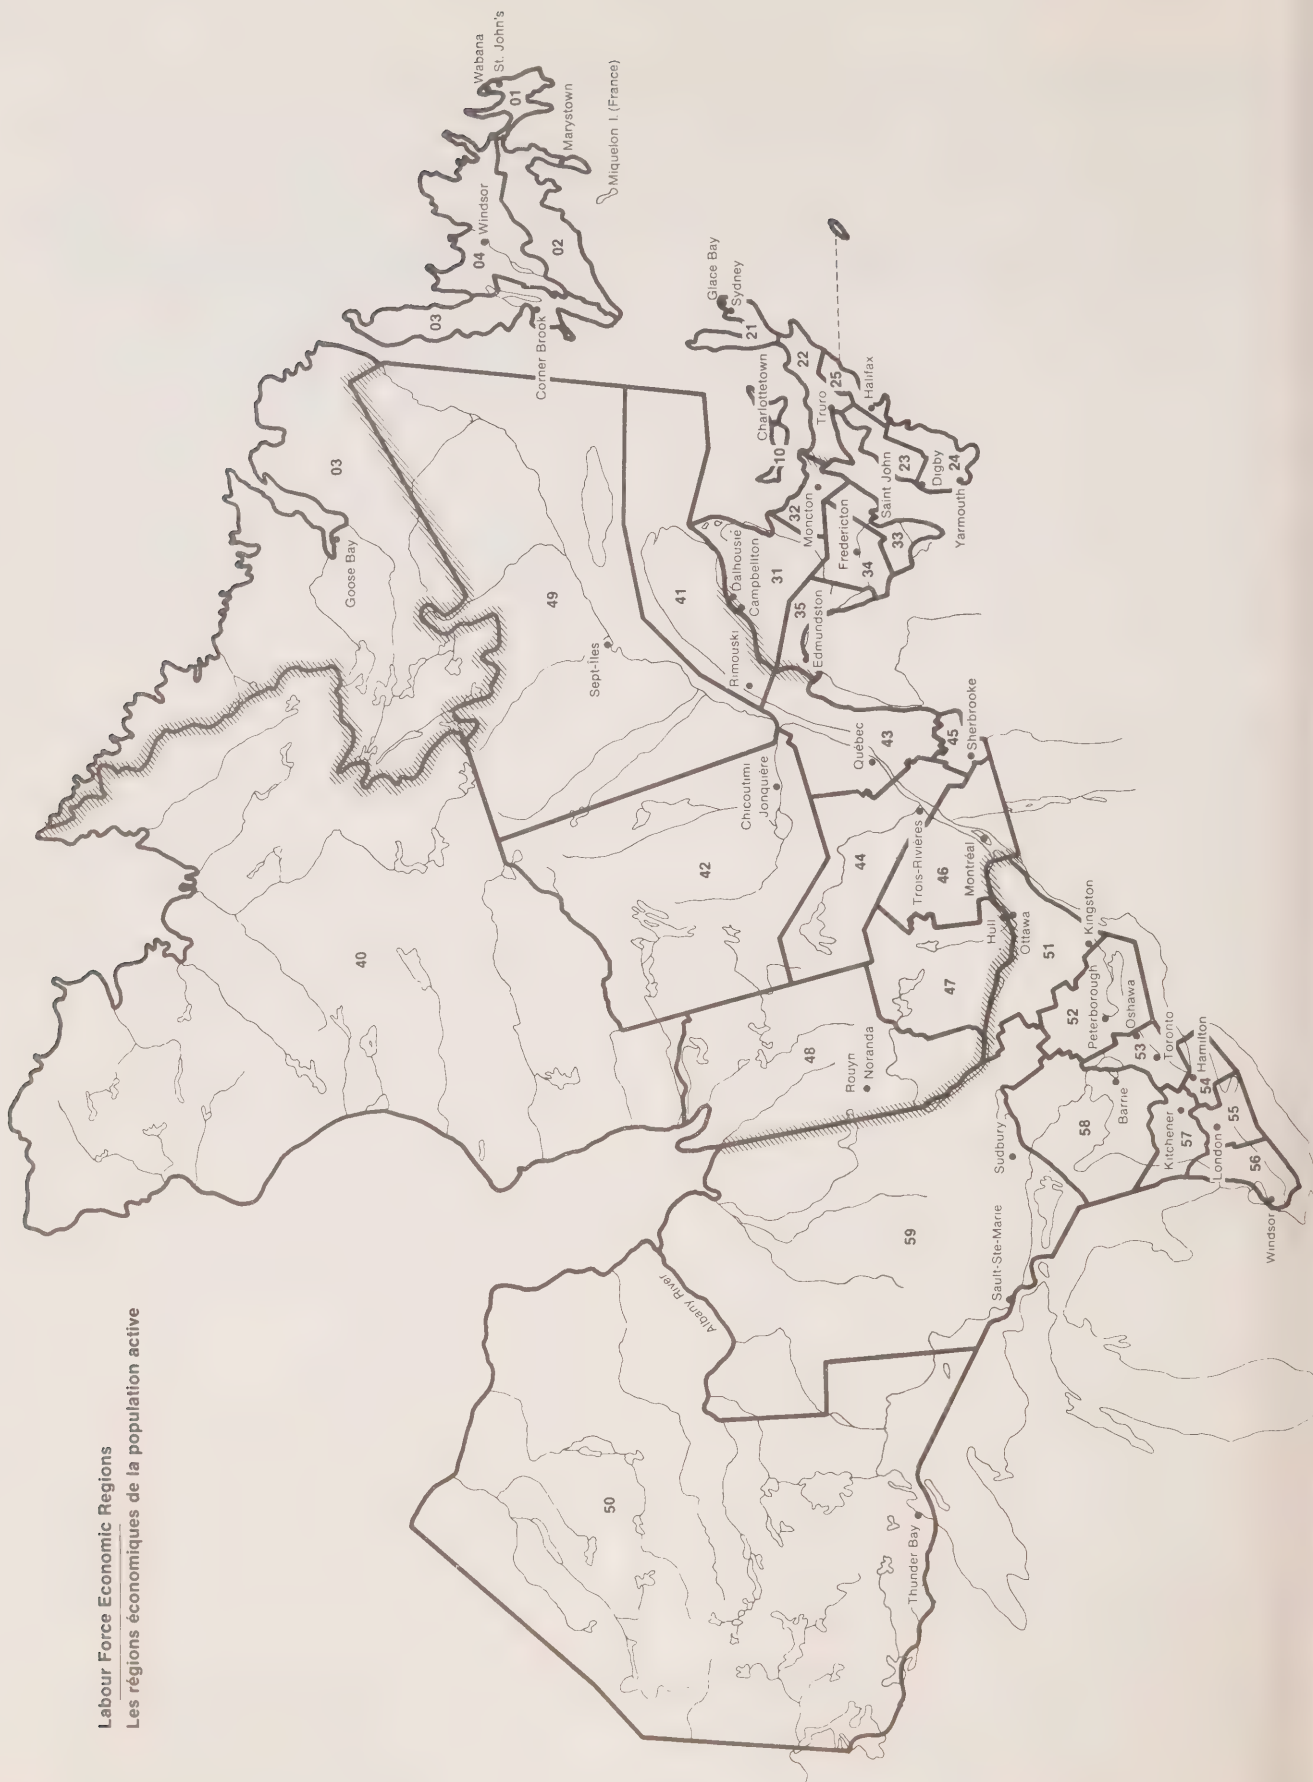 Labour Force Economic Regions
Les régions économiques de la population active
50
Thunder Bay
Albany River
59
Sault-Ste-Marie
Sudbury
58
Barrie
Kitchener
57
London
56
Windsor
55
54
Hamilton
Toronto
53
Oshawa
Peterborough
52
Kingston
51
Ottawa
Hull
47
48
Rouyn
Noranda
40
42
44
46
Montréal
Trois-Rivières
Chicoutimi
Jonquière
Québec
43
45
Sherbrooke
49
Sept-Îles
41
Rimouski
Dalhousie
Campbellton
31
35
Edmundston
34
Fredericton
33
Saint John
32
Moncton
10
Charlottetown
Truro
22
21
Glace Bay
Sydney
25
Halifax
23
Digby
24
Yarmouth
Goose Bay
03
03
Corner Brook
04
Windsor
02
01
Wabana
St. John's
Marystown
Miquelon I. (France)